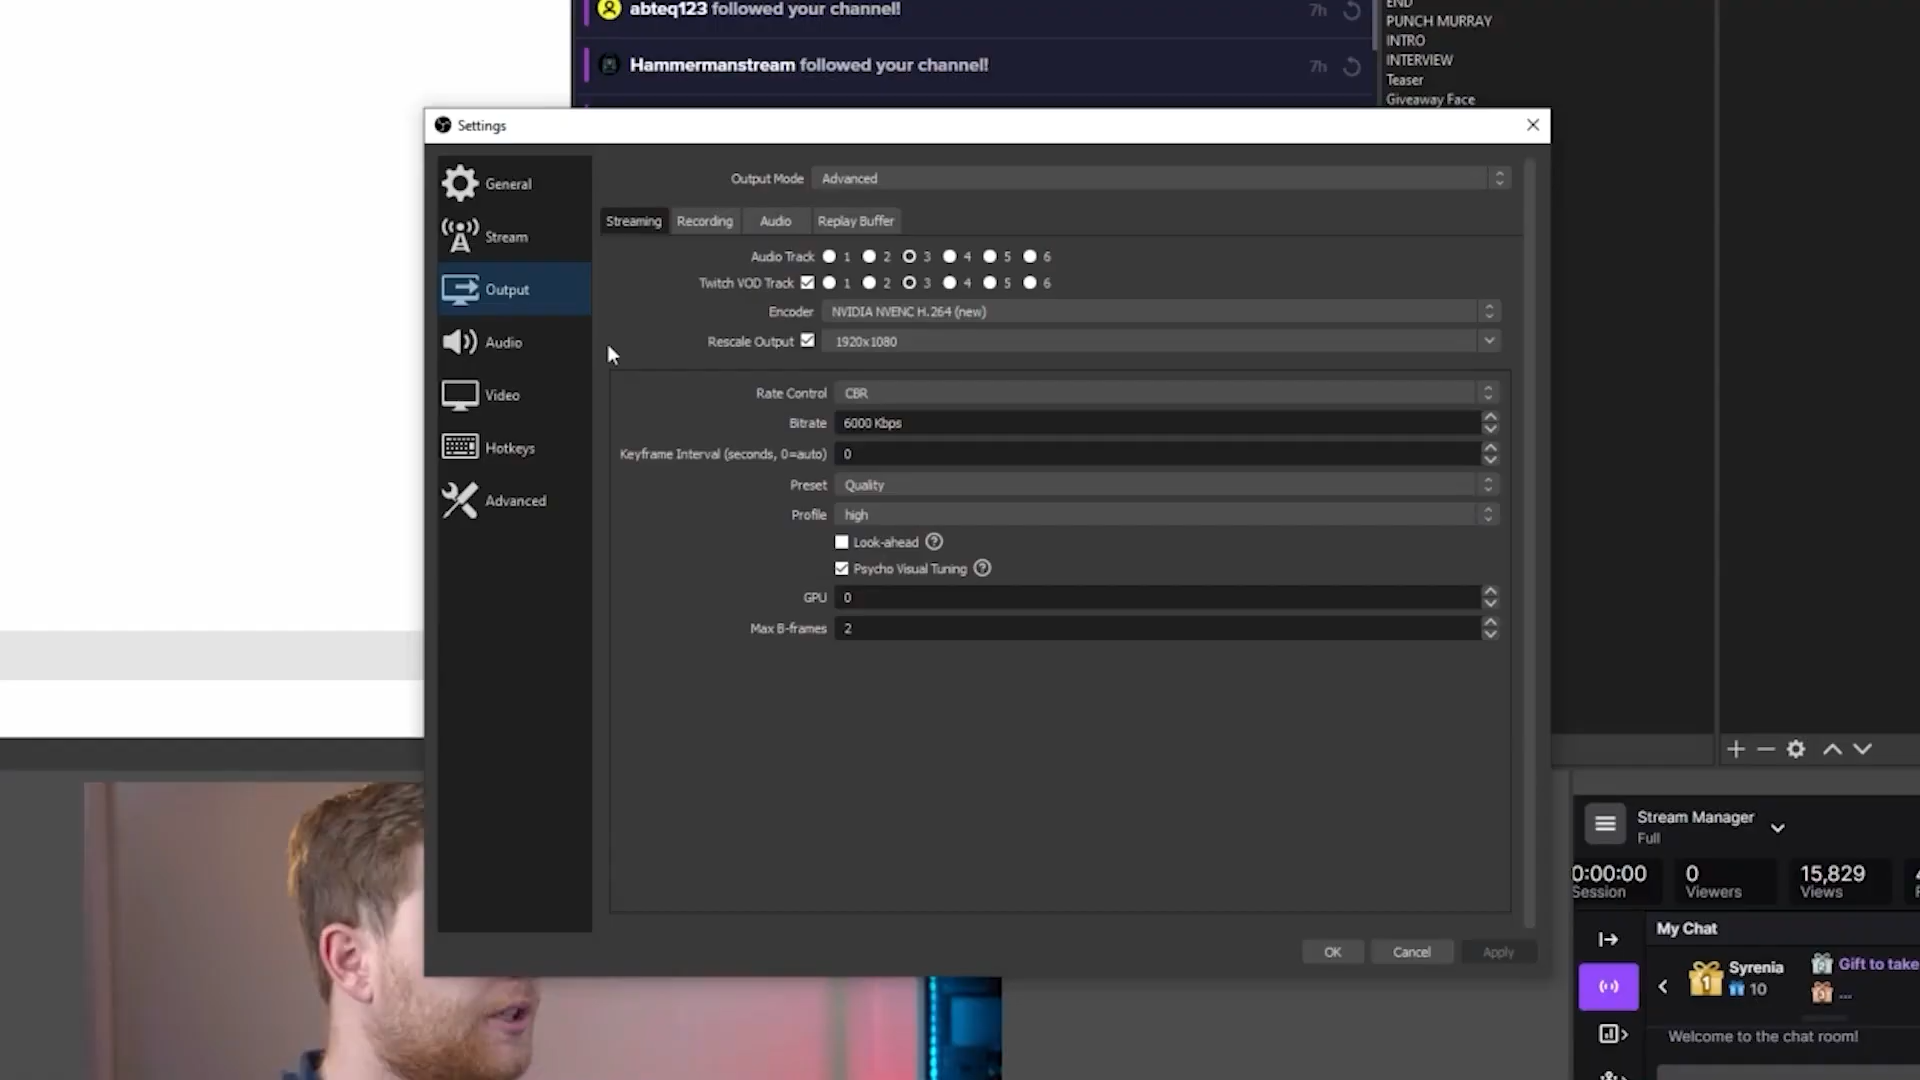 abteq123 followed your channel!
7h
Hammermanstream followed your channel!
7h
END
PUNCH MURRAY
INTRO
INTERVIEW
Teaser
Giveaway Face
Settings
General
Stream
Output
Audio
Video
Hotkeys
Advanced
Output Mode Advanced
Streaming Recording Audio Replay Buffer
Audio Track 1 2 3 4 5 6
Twitch VOD Track 1 2 3 4 5 6
Encoder NVIDIA NVENC H.264 (new)
Rescale Output 1920x1080
Rate Control CBR
Bitrate 6000 Kbps
Keyframe Interval (seconds, 0=auto) 0
Preset Quality
Profile high
Look-ahead ?
Psycho Visual Tuning ?
GPU 0
Max B-frames 2
OK Cancel Apply
Stream Manager
Full
0:00:00 0 15,829
Session Viewers Views
My Chat
1 Syrenia
10
2 Gift to take
3 ...
Welcome to the chat room!